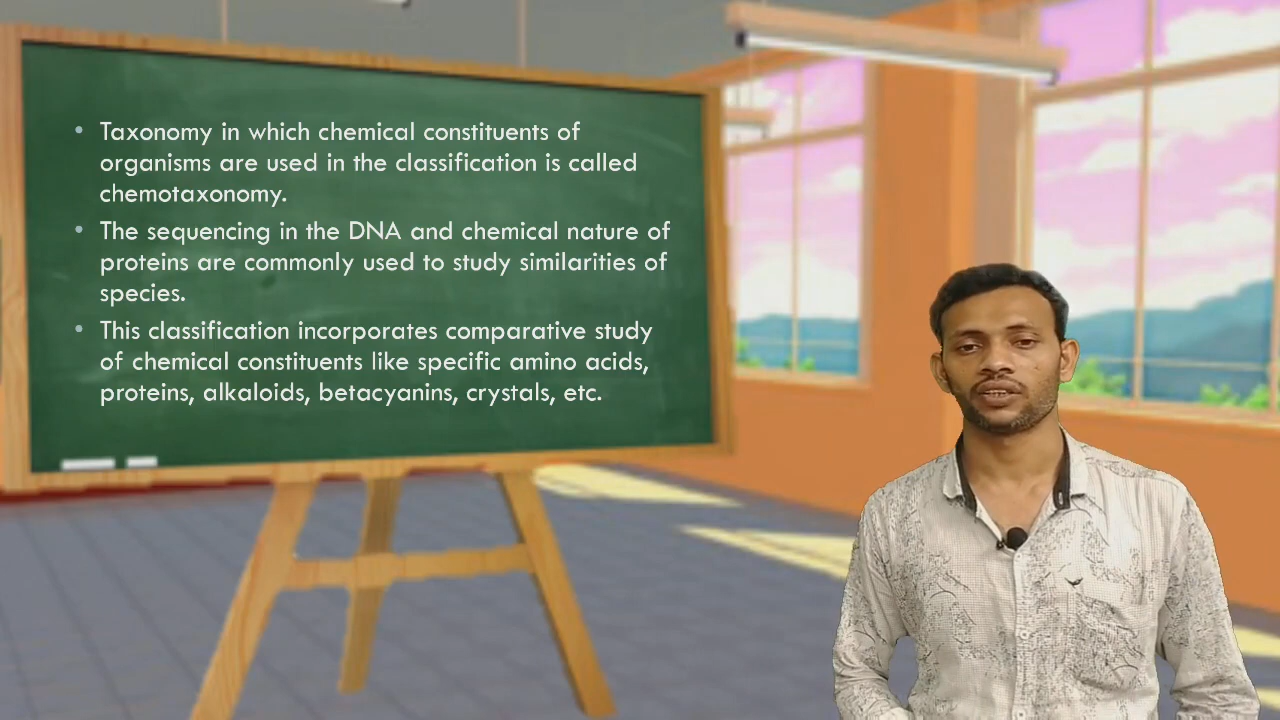 • Taxonomy in which chemical constituents of
organisms are used in the classification is called
chemotaxonomy.
• The sequencing in the DNA and chemical nature of
proteins are commonly used to study similarities of
species.
• This classification incorporates comparative study
of chemical constituents like specific amino acids,
proteins, alkaloids, betacyanins, crystals, etc.